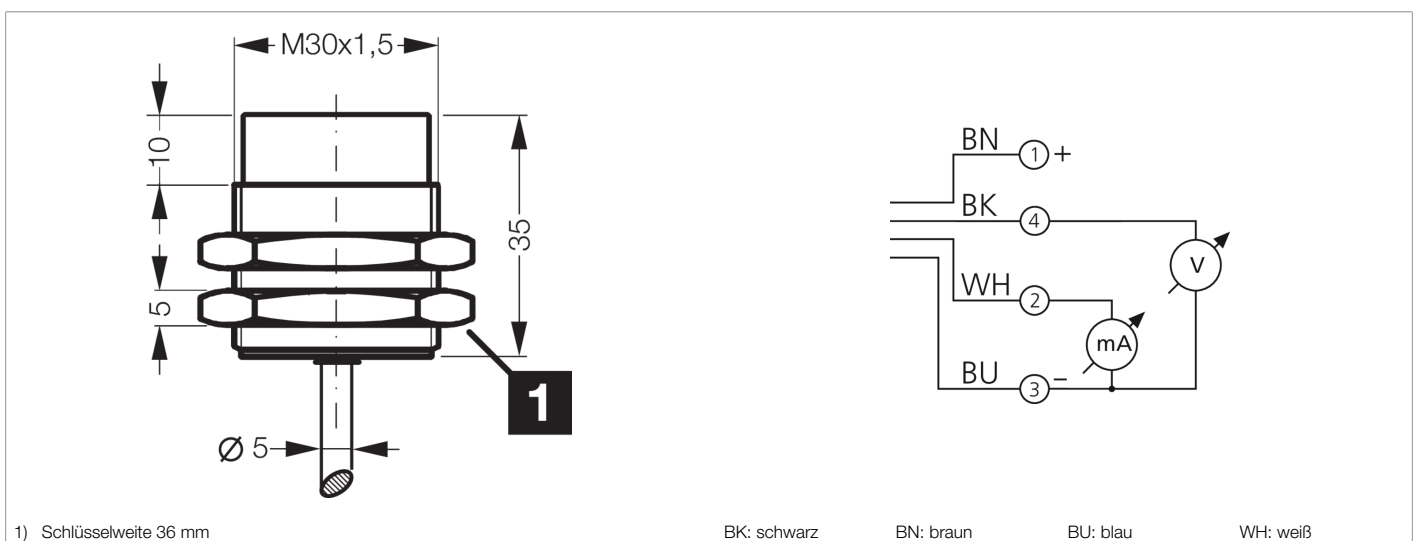 M30x1,5
10
35
5
1
Ø 5
BN 1 +
BK 4
V
WH 2
mA
BU 3 –
1) Schlüsselweite 36 mm
BK: schwarz BN: braun BU: blau WH: weiß